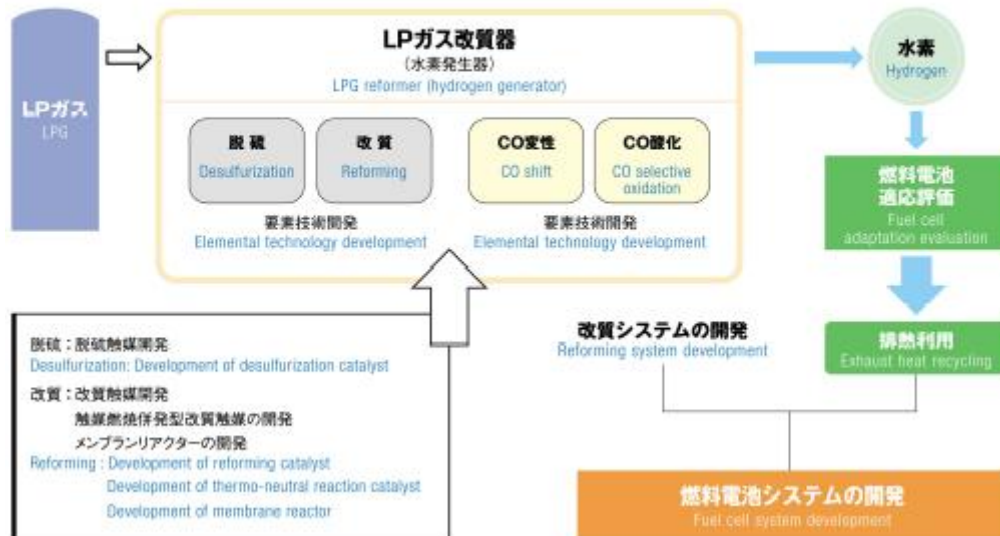 LPガス
LPG
LPガス改質器
（水素発生器）
LPG reformer (hydrogen generator)
脱硫
Desulfurization
改質
Reforming
要素技術開発
Elemental technology development
CO変性
CO shift
CO酸化
CO selective
oxidation
要素技術開発
Elemental technology development
水素
Hydrogen
燃料電池
適応評価
Fuel cell
adaptation evaluation
排熱利用
Exhaust heat recycling
改質システムの開発
Reforming system development
脱硫：脱硫触媒開発
Desulfurization: Development of desulfurization catalyst
改質：改質触媒開発
触媒燃焼併発型改質触媒の開発
メンブランリアクターの開発
Reforming : Development of reforming catalyst
Development of thermo-neutral reaction catalyst
Development of membrane reactor
燃料電池システムの開発
Fuel cell system development